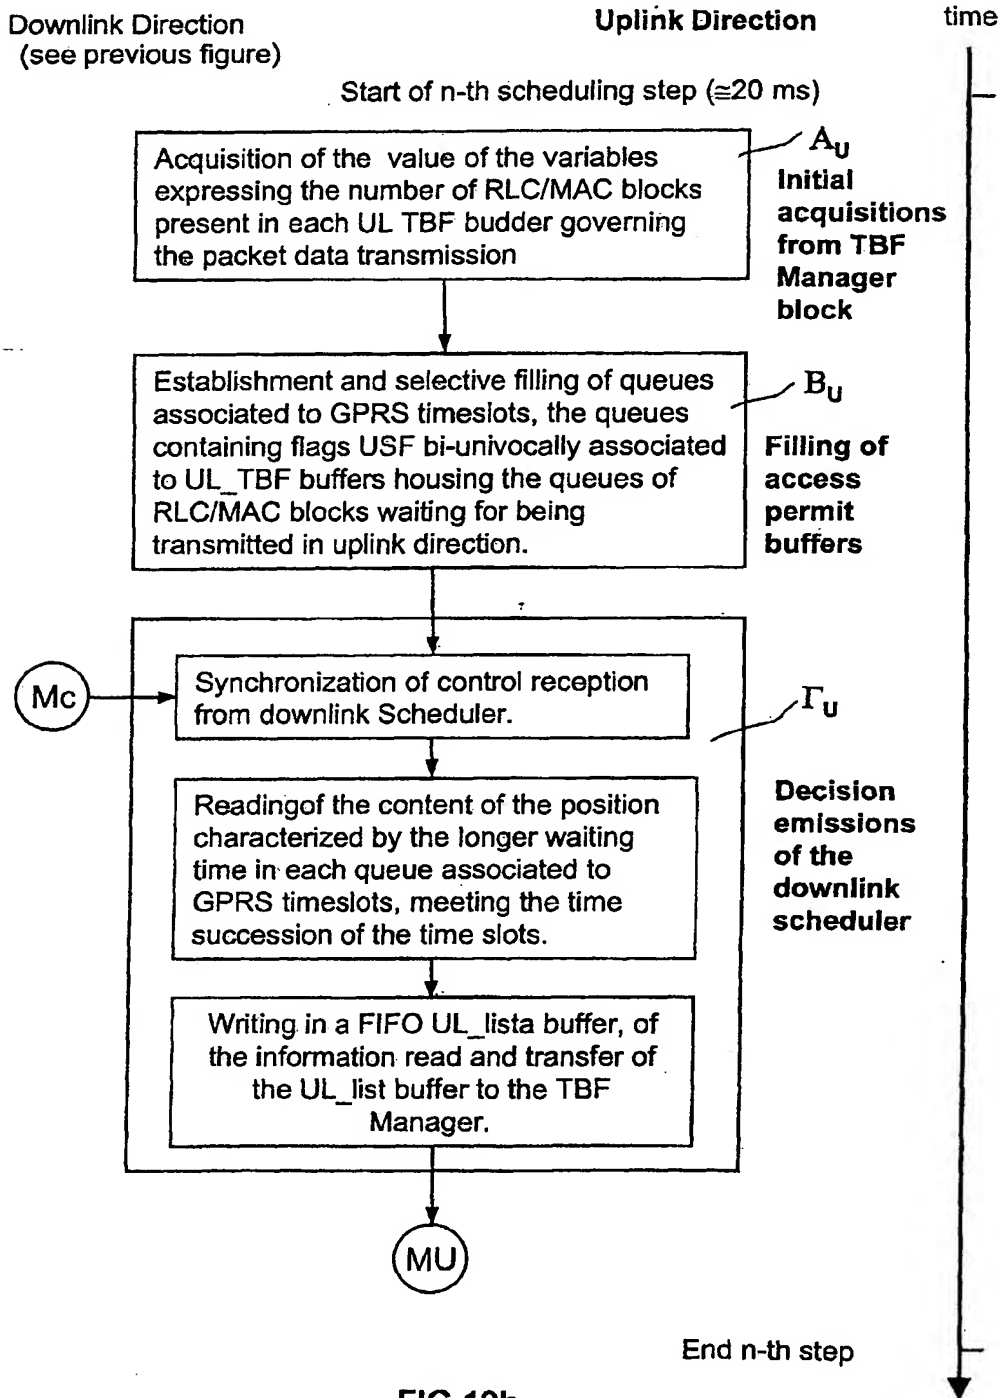 Downlink Direction
(see previous figure)
Uplink Direction
time
Start of n-th scheduling step (≅20 ms)
Acquisition of the value of the variables
expressing the number of RLC/MAC blocks
present in each UL TBF budder governing
the packet data transmission
A_U
Initial
acquisitions
from TBF
Manager
block
Establishment and selective filling of queues
associated to GPRS timeslots, the queues
containing flags USF bi-univocally associated
to UL_TBF buffers housing the queues of
RLC/MAC blocks waiting for being
transmitted in uplink direction.
B_U
Filling of
access
permit
buffers
Mc
Synchronization of control reception
from downlink Scheduler.
Γ_U
Readingof the content of the position
characterized by the longer waiting
time in each queue associated to
GPRS timeslots, meeting the time
succession of the time slots.
Decision
emissions
of the
downlink
scheduler
Writing in a FIFO UL_lista buffer, of
the information read and transfer of
the UL_list buffer to the TBF
Manager.
MU
End n-th step
FIG.10b